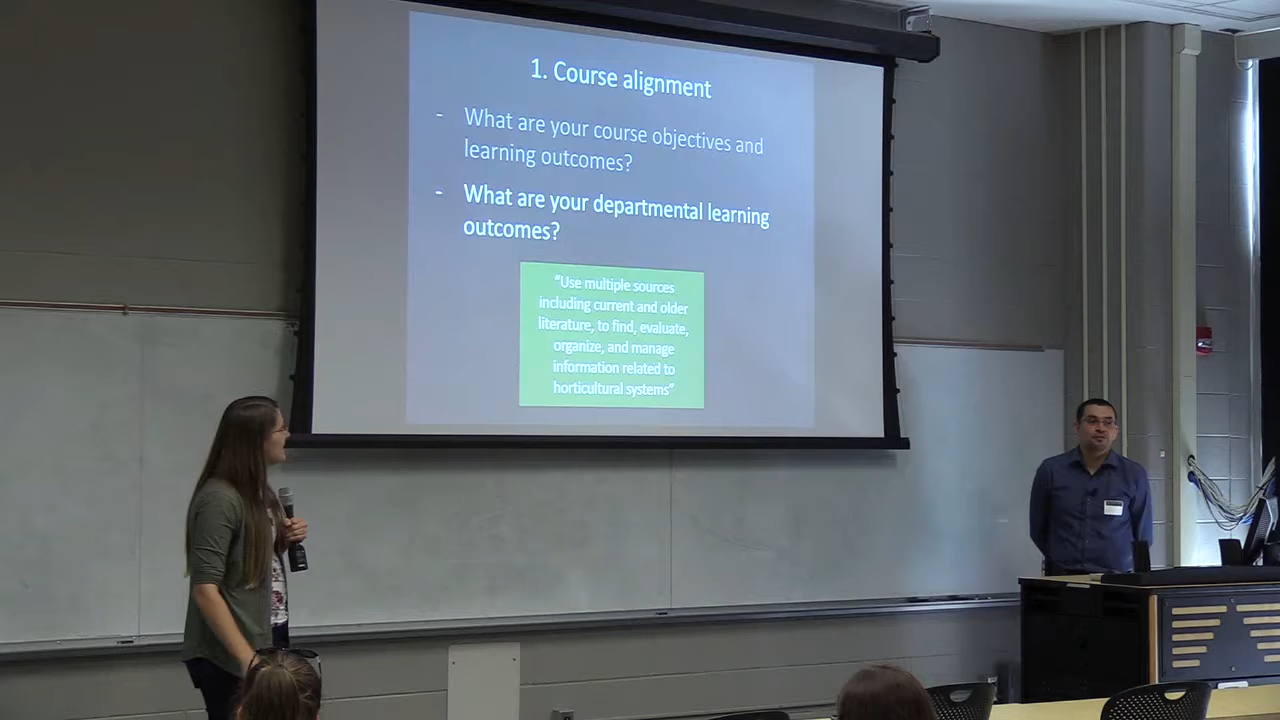 1. Course alignment
- What are your course objectives and
learning outcomes?
- What are your departmental learning
outcomes?
"Use multiple sources
including current and older
literature, to find, evaluate,
organize, and manage
information related to
horticultural systems"